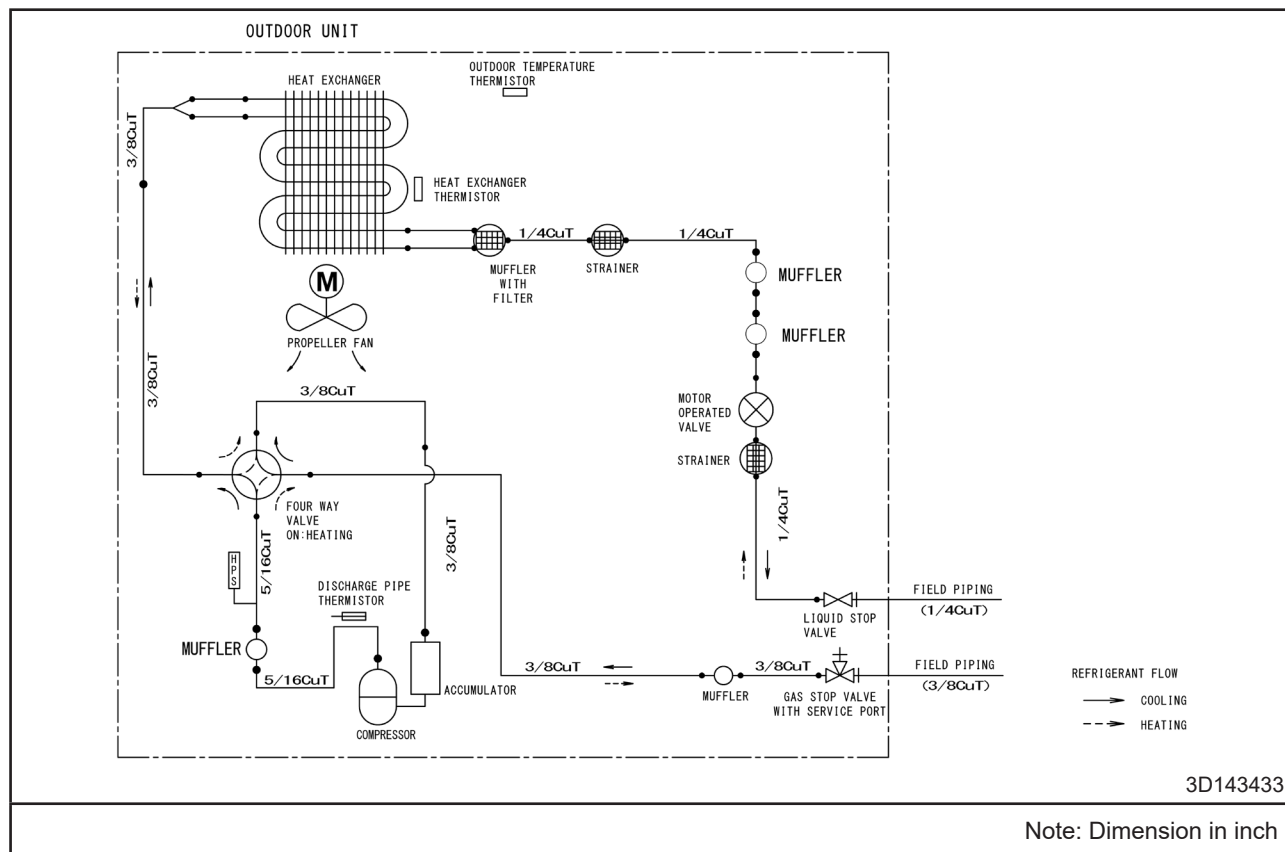 OUTDOOR UNIT
OUTDOOR TEMPERATURE
THERMISTOR
HEAT EXCHANGER
3/8CuT
HEAT EXCHANGER
THERMISTOR
1/4CuT
1/4CuT
MUFFLER
WITH
FILTER
STRAINER
MUFFLER
M
PROPELLER FAN
MUFFLER
3/8CuT
3/8CuT
MOTOR
OPERATED
VALVE
STRAINER
FOUR WAY
VALVE
ON:HEATING
1/4CuT
HPS
5/16CuT
3/8CuT
DISCHARGE PIPE
THERMISTOR
FIELD PIPING
(1/4CuT)
LIQUID STOP
VALVE
MUFFLER
5/16CuT
ACCUMULATOR
COMPRESSOR
3/8CuT
MUFFLER
3/8CuT
GAS STOP VALVE
WITH SERVICE PORT
FIELD PIPING
(3/8CuT)
REFRIGERANT FLOW
COOLING
HEATING
3D143433
Note: Dimension in inch